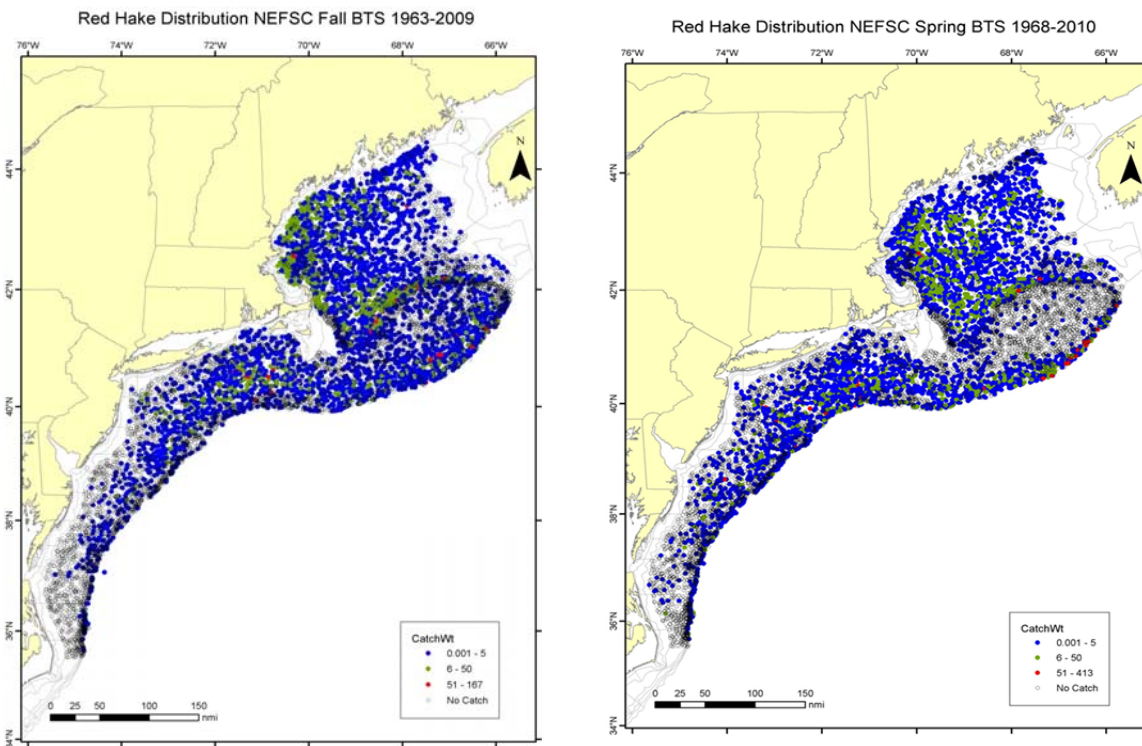 Red Hake Distribution NEFSC Fall BTS 1963-2009
76°W 74°W 72°W 70°W 68°W 66°W
44°N
42°N
40°N
38°N
36°N
34°N
N
CatchWt
0.001 - 5
6 - 50
51 - 167
No Catch
0 25 50 100 150
nmi
Red Hake Distribution NEFSC Spring BTS 1968-2010
76°W 74°W 72°W 70°W 68°W 66°W
44°N
42°N
40°N
38°N
36°N
34°N
N
CatchWt
0.001 - 5
6 - 50
51 - 413
No Catch
0 25 50 100 150
nmi